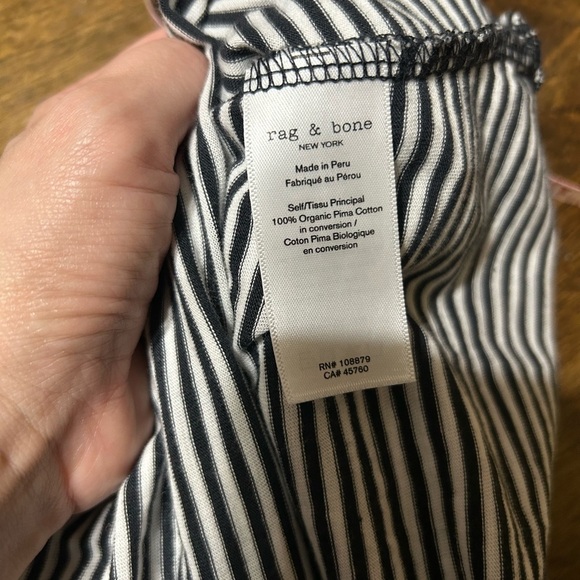 rag & bone
NEW YORK
Made in Peru
Fabriqué au Pérou
Self/Tissu Principal
100% Organic Pima Cotton
in conversion /
Coton Pima Biologique
en conversion
RN# 108879
CA# 45760